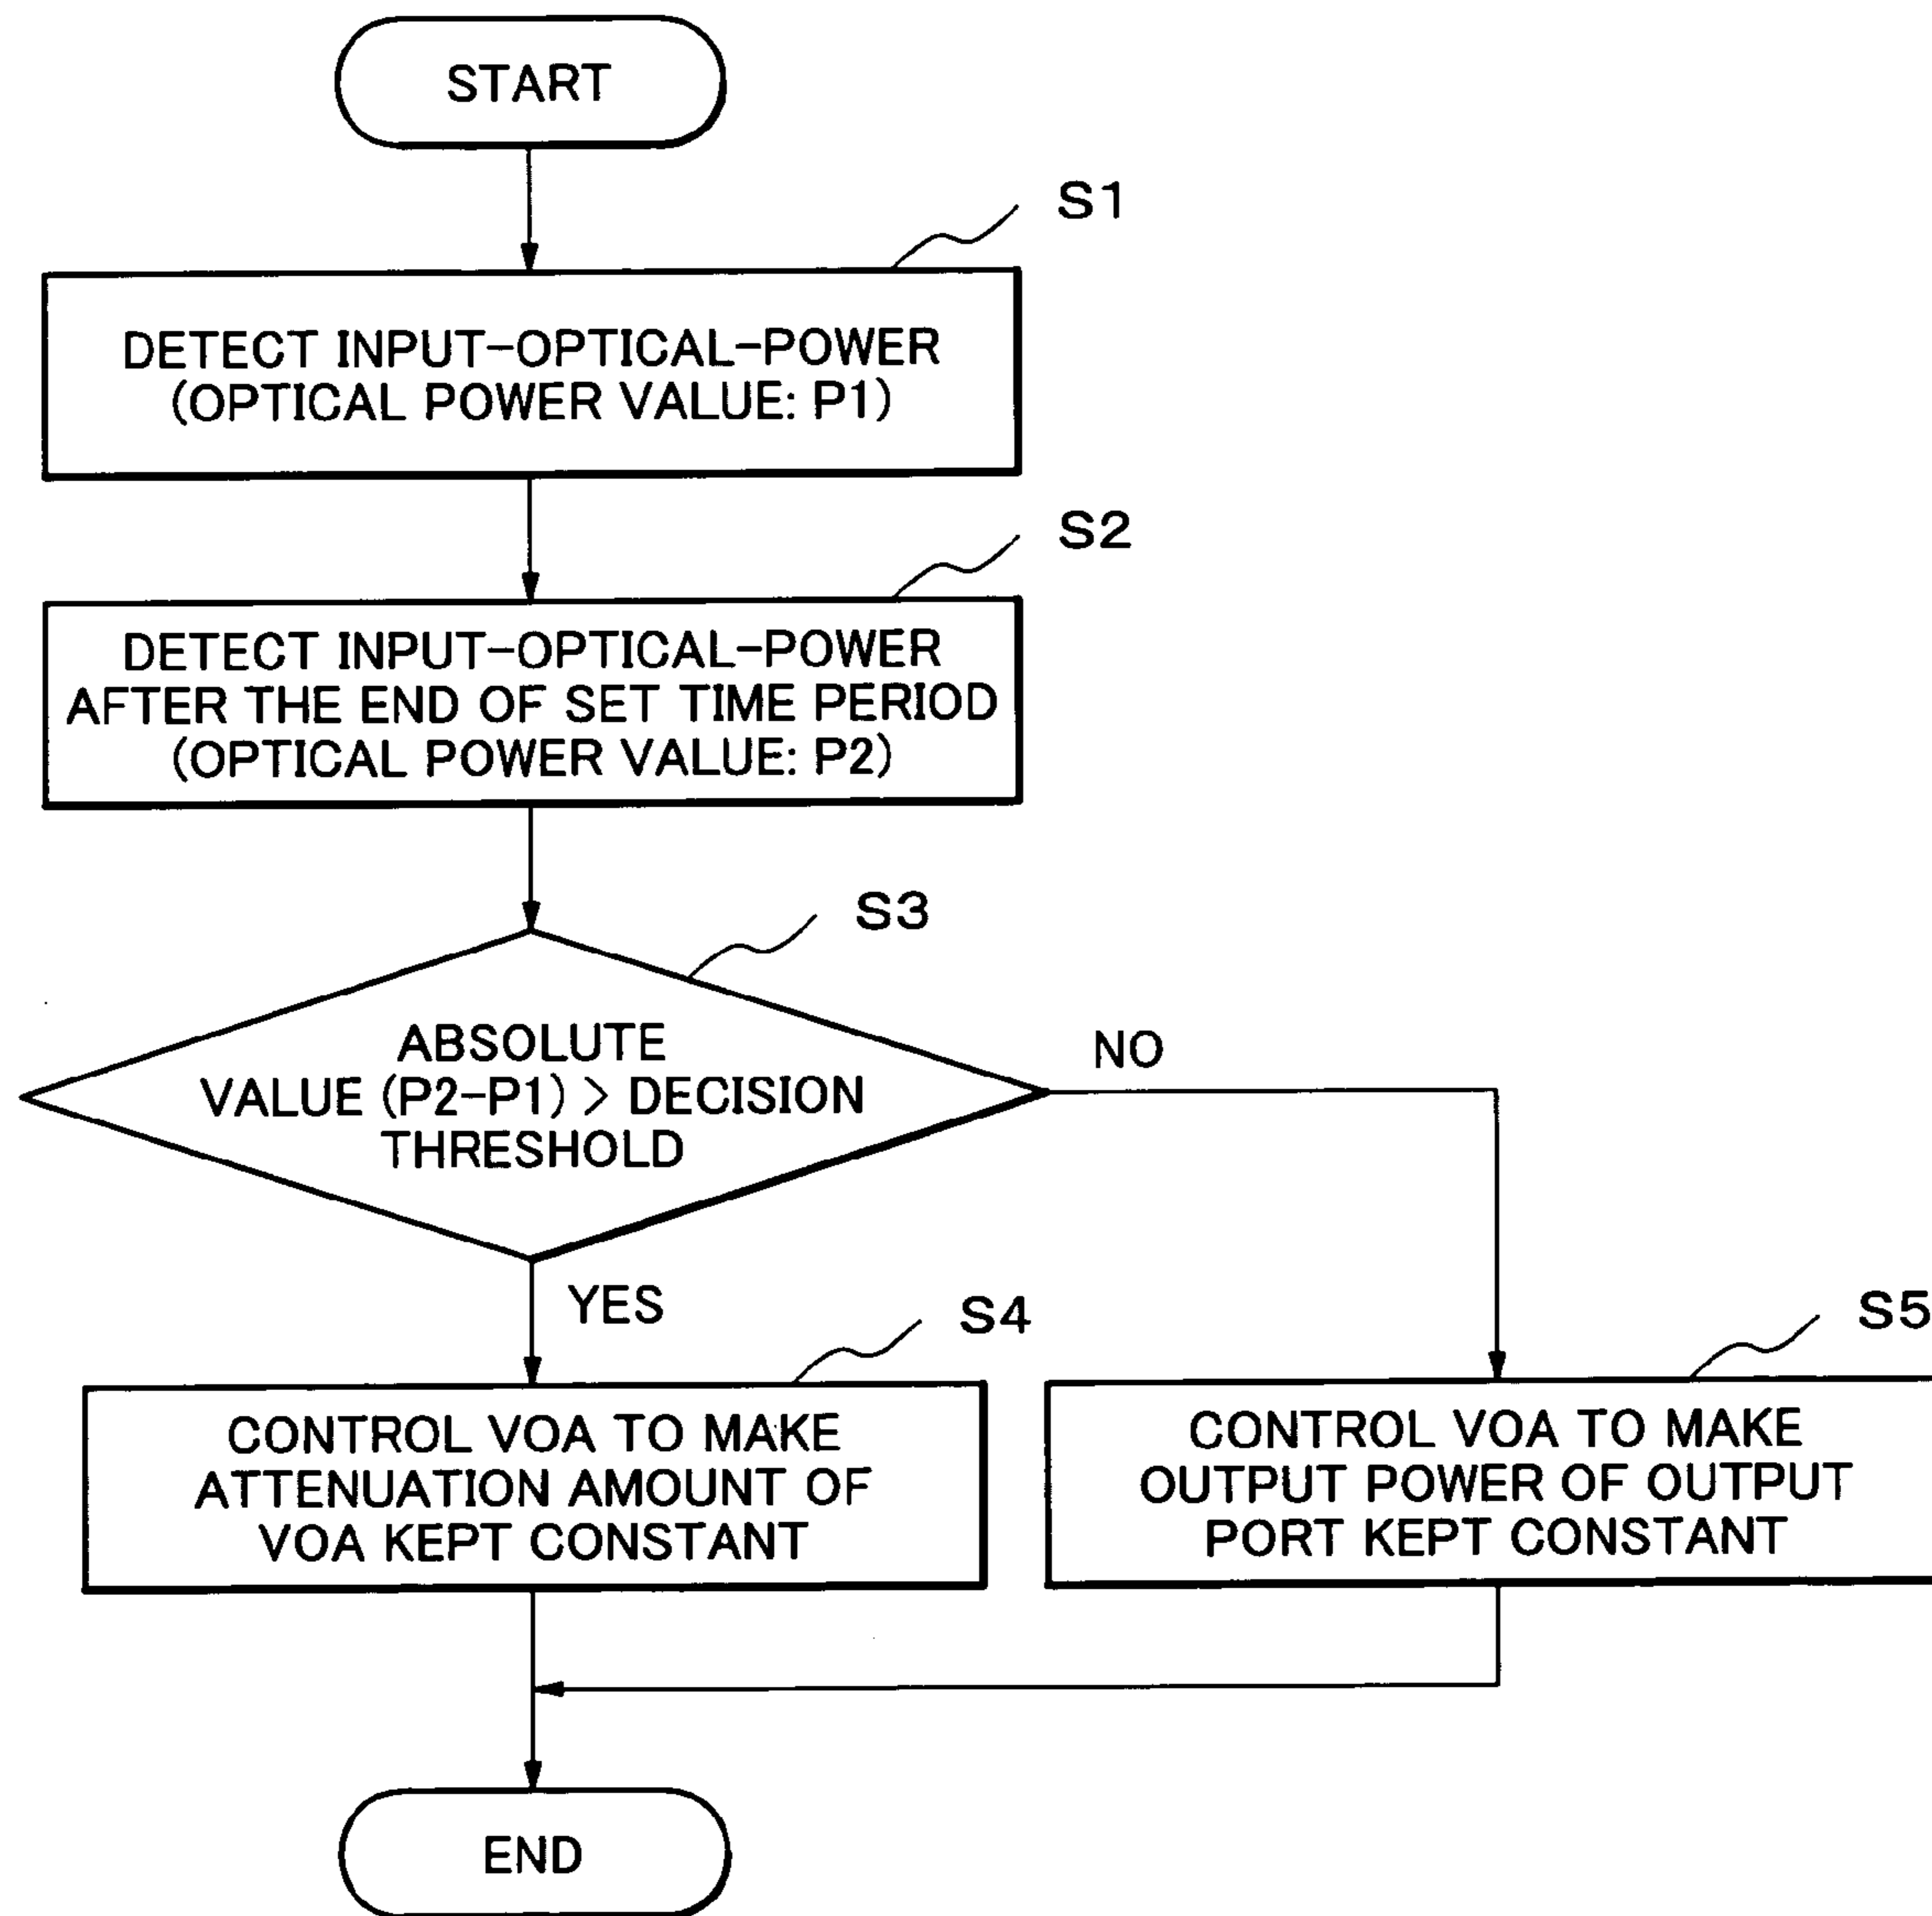 START
S1
DETECT INPUT-OPTICAL-POWER
(OPTICAL POWER VALUE: P1)
S2
DETECT INPUT-OPTICAL-POWER
AFTER THE END OF SET TIME PERIOD
(OPTICAL POWER VALUE: P2)
S3
ABSOLUTE
VALUE (P2-P1) > DECISION
THRESHOLD
NO
YES
S4
CONTROL VOA TO MAKE
ATTENUATION AMOUNT OF
VOA KEPT CONSTANT
S5
CONTROL VOA TO MAKE
OUTPUT POWER OF OUTPUT
PORT KEPT CONSTANT
END